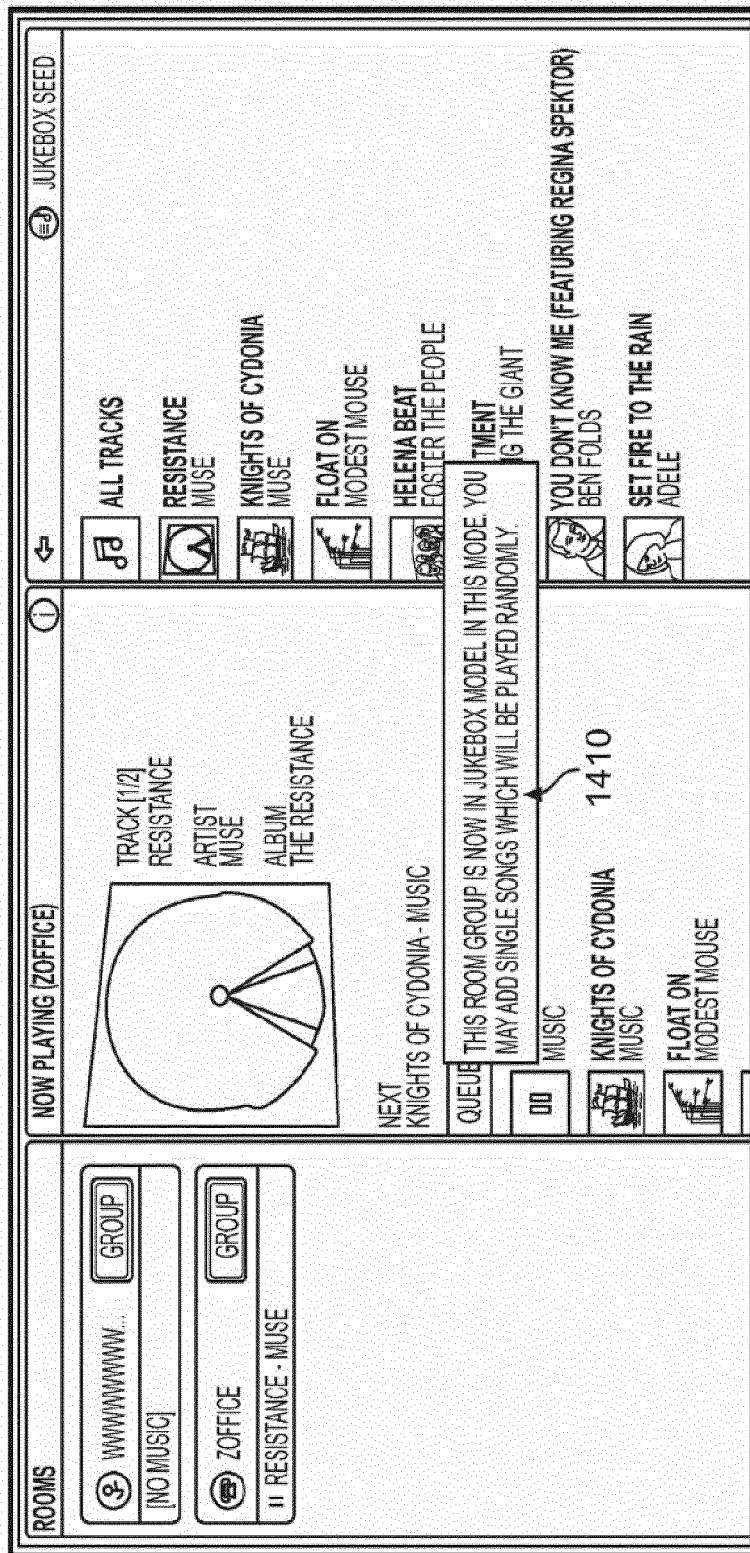 ROOMS
WWWWWWWW...
GROUP
[NO MUSIC]
ZOFFICE
GROUP
RESISTANCE - MUSE
NOW PLAYING (ZOFFICE)
TRACK [1/2]
RESISTANCE
ARTIST
MUSE
ALBUM
THE RESISTANCE
NEXT
KNIGHTS OF CYDONIA - MUSIC
QUEUE
THIS ROOM GROUP IS NOW IN JUKEBOX MODEL IN THIS MODE. YOU
MAY ADD SINGLE SONGS WHICH WILL BE PLAYED RANDOMLY.
1410
MUSIC
KNIGHTS OF CYDONIA
MUSIC
FLOAT ON
MODEST MOUSE
JUKEBOX SEED
ALL TRACKS
RESISTANCE
MUSE
KNIGHTS OF CYDONIA
MUSE
FLOAT ON
MODEST MOUSE
HELENA BEAT
FOSTER THE PEOPLE
TMENT
G THE GIANT
YOU DON'T KNOW ME (FEATURING REGINA SPEKTOR)
BEN FOLDS
SET FIRE TO THE RAIN
ADELE